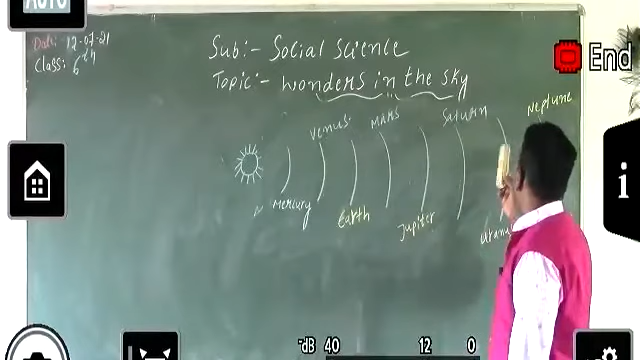 AUTO
Date: 12-07-21
Class: 6th
Sub:- Social Science
Topic:- wonders in the sky
End
Neptune
Venus
Mars
Saturn
Mercury
Earth
Jupiter
uranu
i
-dB 40 12 0